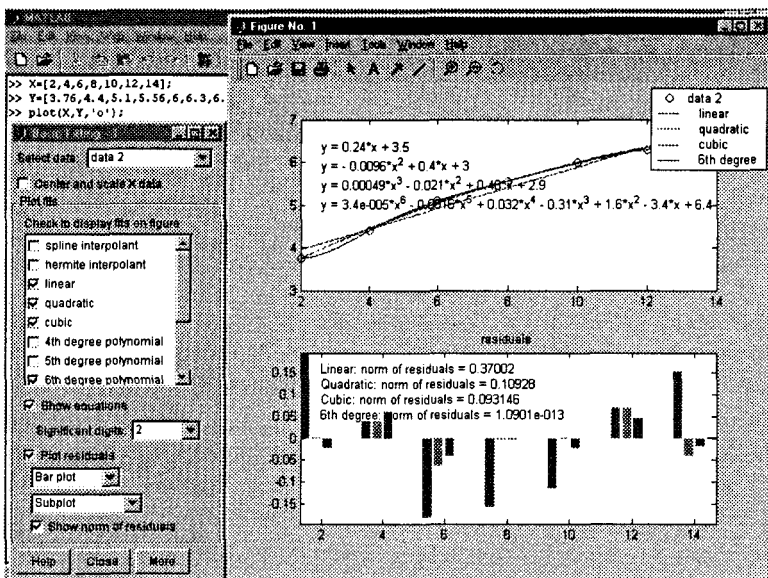 MATLAB
File Edit View Web Window Help
>> X=[2,4,6,8,10,12,14];
>> Y=[3.76,4.4,5.1,5.56,6,6.3,6.
>> plot(X,Y,'o');
Select data: data 2
Center and scale X data
Plot fits
Check to display fits on figure
spline interpolant
hermite interpolant
linear
quadratic
cubic
4th degree polynomial
5th degree polynomial
6th degree polynomial
Show equations
Significant digits: 2
Plot residuals
Bar plot
Subplot
Show norm of residuals
Help Close More
Figure No. 1
File Edit View Insert Tools Window Help
data 2
linear
quadratic
cubic
6th degree
7
6
5
4
3
y = 0.24*x + 3.5
y = - 0.0096*x^2 + 0.4*x + 3
y = 0.00049*x^3 - 0.021*x^2 + 0.48*x + 2.9
y = 3.4e-005*x^6 - 0.0016*x^5 + 0.032*x^4 - 0.31*x^3 + 1.6*x^2 - 3.4*x + 6.4
2 4 6 8 10 12 14
residuals
Linear: norm of residuals = 0.37002
Quadratic: norm of residuals = 0.10928
Cubic: norm of residuals = 0.093146
6th degree: norm of residuals = 1.0901e-013
0.15
0.1
0.05
0
-0.05
-0.1
-0.15
2 4 6 8 10 12 14